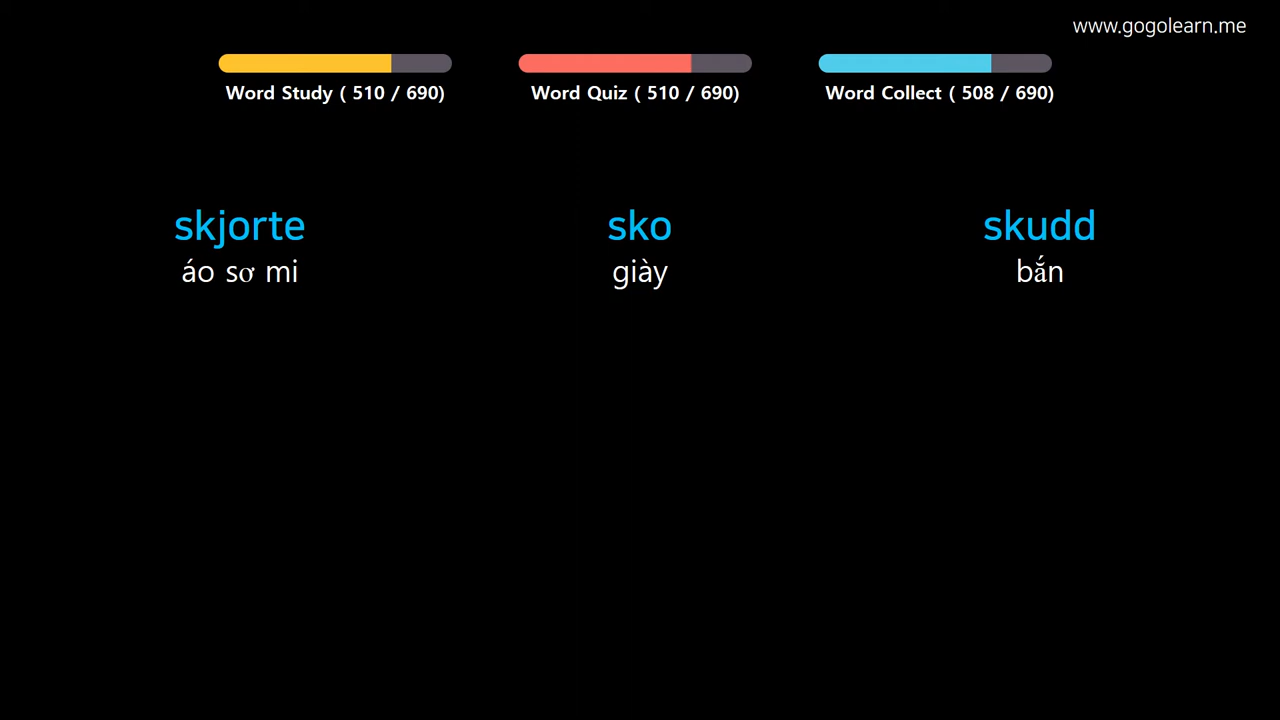 www.gogolearn.me
Word Study ( 510 / 690)
Word Quiz ( 510 / 690)
Word Collect ( 508 / 690)
skjorte
áo sơ mi
sko
giày
skudd
bắn